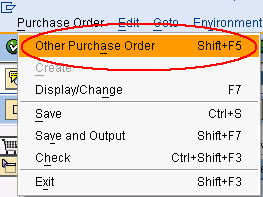 Purchase Order Edit Goto Environment
Other Purchase Order Shift+F5
Create
Display/Change F7
Save Ctrl+S
Save and Output Shift+F7
Check Ctrl+Shift+F3
Exit Shift+F3